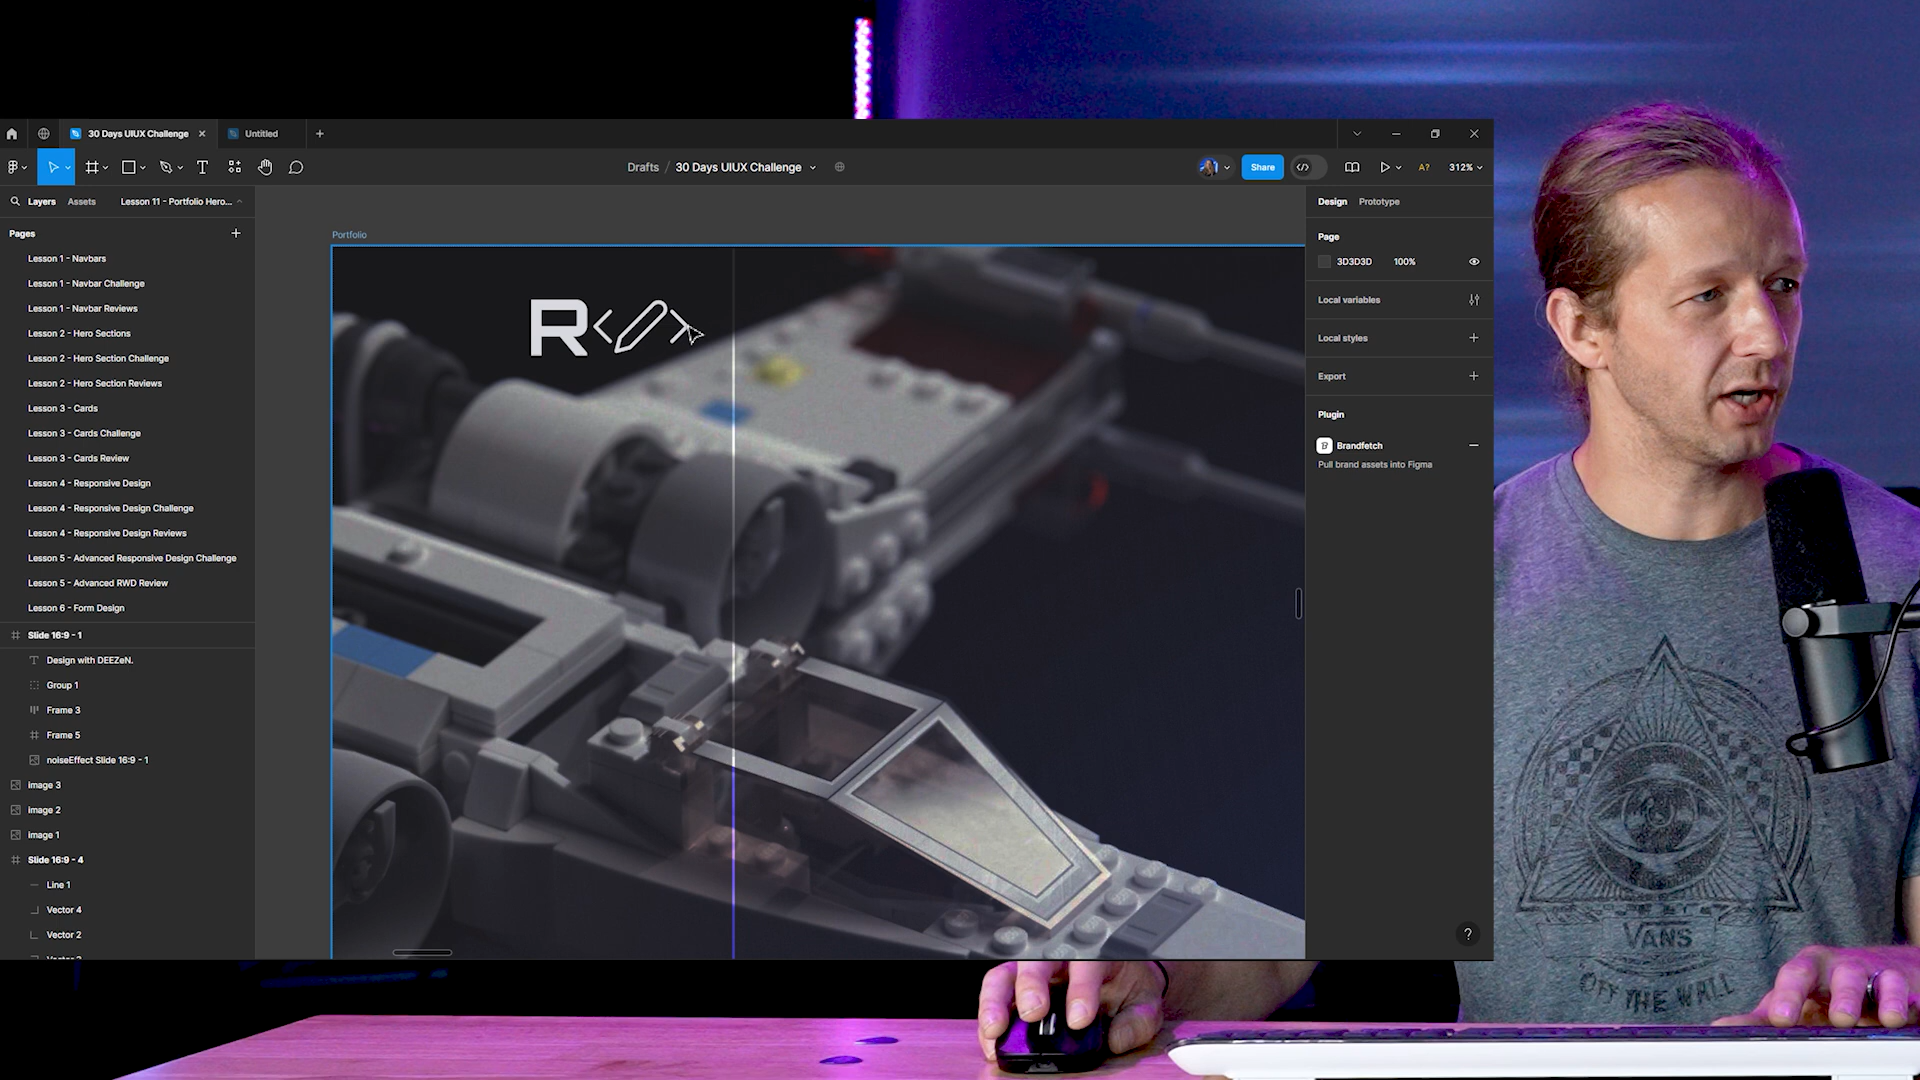 30 Days UIUX Challenge
Untitled
Drafts / 30 Days UIUX Challenge
Share
A?
312%
Layers
Assets
Lesson 11 - Portfolio Hero...
Design
Prototype
Pages
Lesson 1 - Navbars
Lesson 1 - Navbar Challenge
Lesson 1 - Navbar Reviews
Lesson 2 - Hero Sections
Lesson 2 - Hero Section Challenge
Lesson 2 - Hero Section Reviews
Lesson 3 - Cards
Lesson 3 - Cards Challenge
Lesson 3 - Cards Review
Lesson 4 - Responsive Design
Lesson 4 - Responsive Design Challenge
Lesson 4 - Responsive Design Reviews
Lesson 5 - Advanced Responsive Design Challenge
Lesson 5 - Advanced RWD Review
Lesson 6 - Form Design
Slide 16:9 - 1
Design with DEEZeN.
Group 1
Frame 3
Frame 5
noiseEffect Slide 16:9 - 1
image 3
image 2
image 1
Slide 16:9 - 4
Line 1
Vector 4
Vector 2
Portfolio
R
Page
3D3D3D 100%
Local variables
Local styles
Export
Plugin
Brandfetch
Pull brand assets into Figma
?
VANS
OFF THE WALL